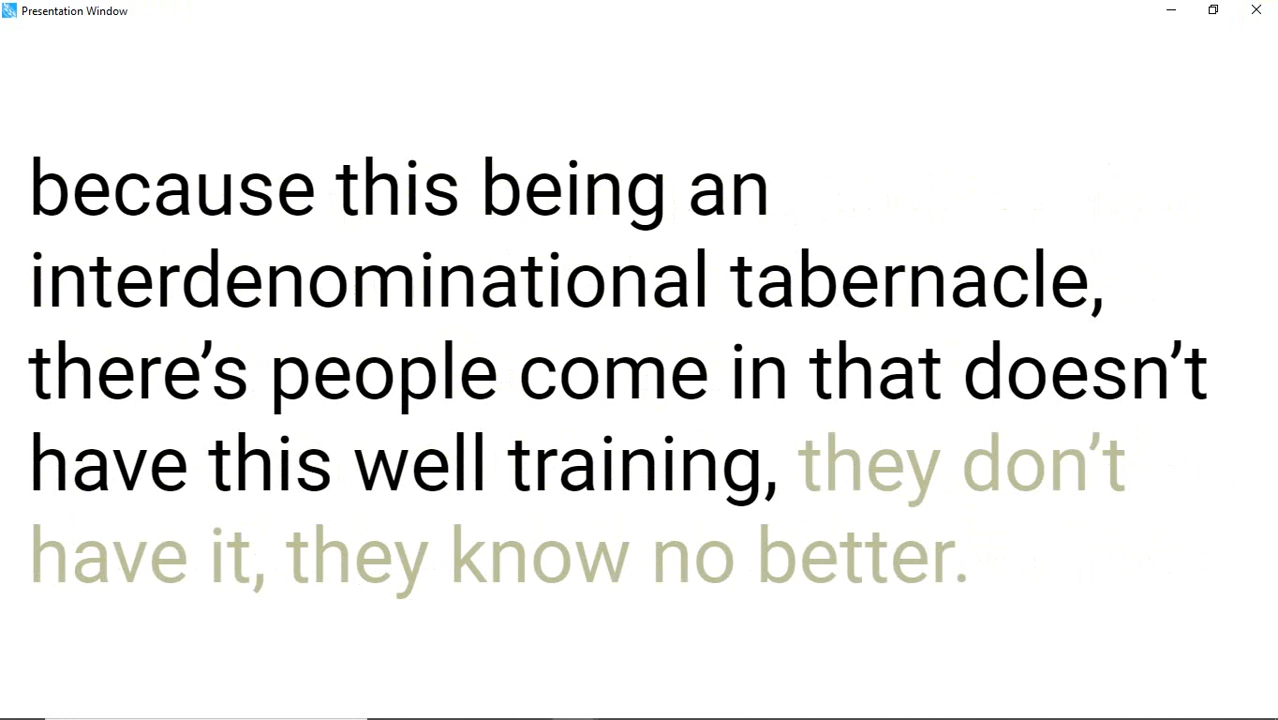 Presentation Window
because this being an
interdenominational tabernacle,
there’s people come in that doesn’t
have this well training, they don’t
have it, they know no better.